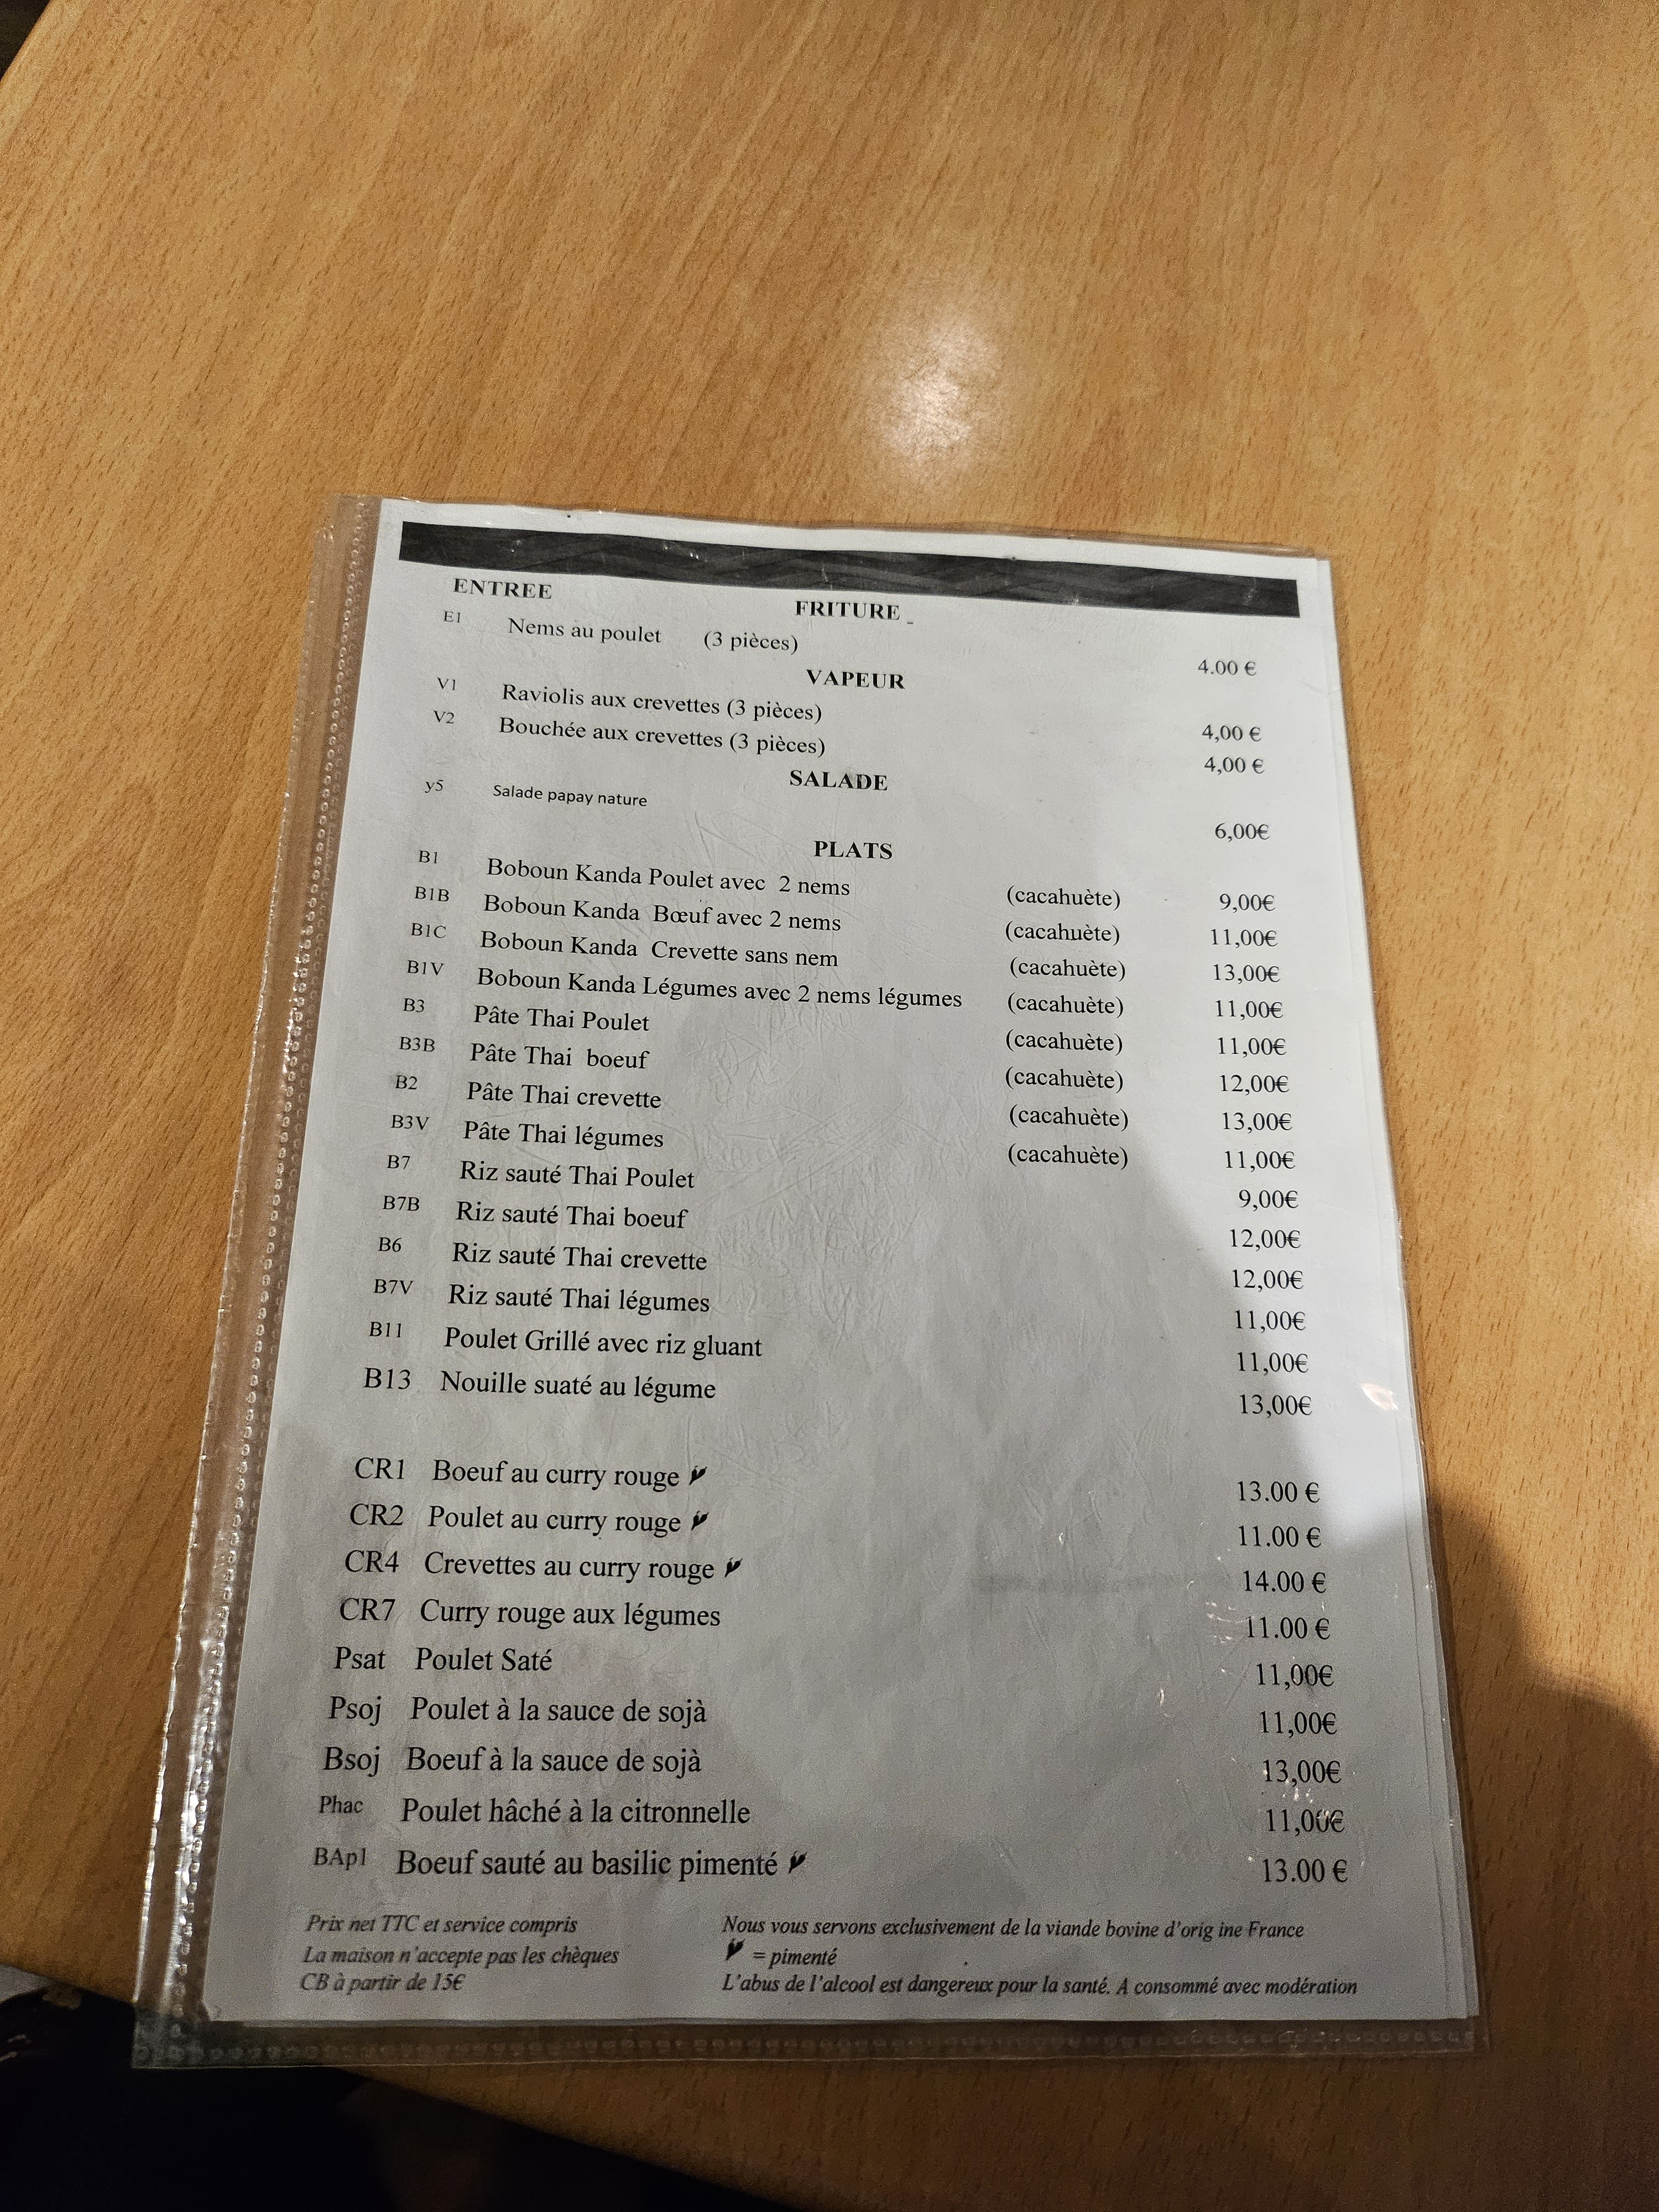 ENTREE
FRITURE
E1 Nems au poulet (3 pièces) 4.00 €
VAPEUR
V1 Raviolis aux crevettes (3 pièces) 4,00 €
V2 Bouchée aux crevettes (3 pièces) 4,00 €
SALADE
y5 Salade papay nature 6,00€
PLATS
B1 Boboun Kanda Poulet avec 2 nems (cacahuète) 9,00€
B1B Boboun Kanda Bœuf avec 2 nems (cacahuète) 11,00€
B1C Boboun Kanda Crevette sans nem (cacahuète) 13,00€
B1V Boboun Kanda Légumes avec 2 nems légumes (cacahuète) 11,00€
B3 Pâte Thai Poulet (cacahuète) 11,00€
B3B Pâte Thai boeuf (cacahuète) 12,00€
B2 Pâte Thai crevette (cacahuète) 13,00€
B3V Pâte Thai légumes (cacahuète) 11,00€
B7 Riz sauté Thai Poulet 9,00€
B7B Riz sauté Thai boeuf 12,00€
B6 Riz sauté Thai crevette 12,00€
B7V Riz sauté Thai légumes 11,00€
B11 Poulet Grillé avec riz gluant 11,00€
B13 Nouille suaté au légume 13,00€
CR1 Boeuf au curry rouge 13.00 €
CR2 Poulet au curry rouge 11.00 €
CR4 Crevettes au curry rouge 14.00 €
CR7 Curry rouge aux légumes 11.00 €
Psat Poulet Saté 11,00€
Psoj Poulet à la sauce de sojà 11,00€
Bsoj Boeuf à la sauce de sojà 13,00€
Phac Poulet hâché à la citronnelle 11,00€
BAp1 Boeuf sauté au basilic pimenté 13.00 €
Prix net TTC et service compris
La maison n'accepte pas les chèques
CB à partir de 15€
Nous vous servons exclusivement de la viande bovine d'orig ine France
= pimenté
L'abus de l'alcool est dangereux pour la santé. A consommé avec modération